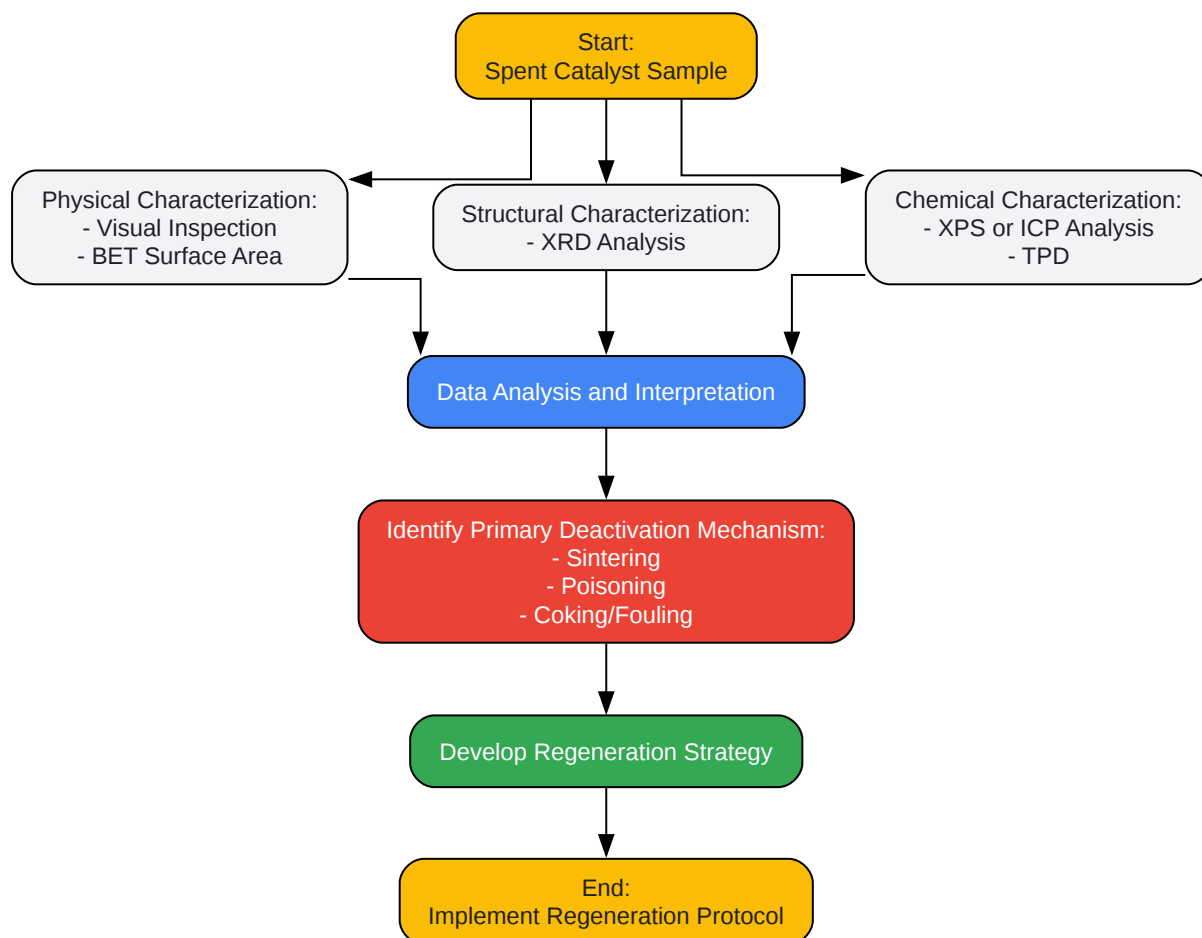 Start:
Spent Catalyst Sample
Physical Characterization:
- Visual Inspection
- BET Surface Area
Structural Characterization:
- XRD Analysis
Chemical Characterization:
- XPS or ICP Analysis
- TPD
Data Analysis and Interpretation
Identify Primary Deactivation Mechanism:
- Sintering
- Poisoning
- Coking/Fouling
Develop Regeneration Strategy
End:
Implement Regeneration Protocol